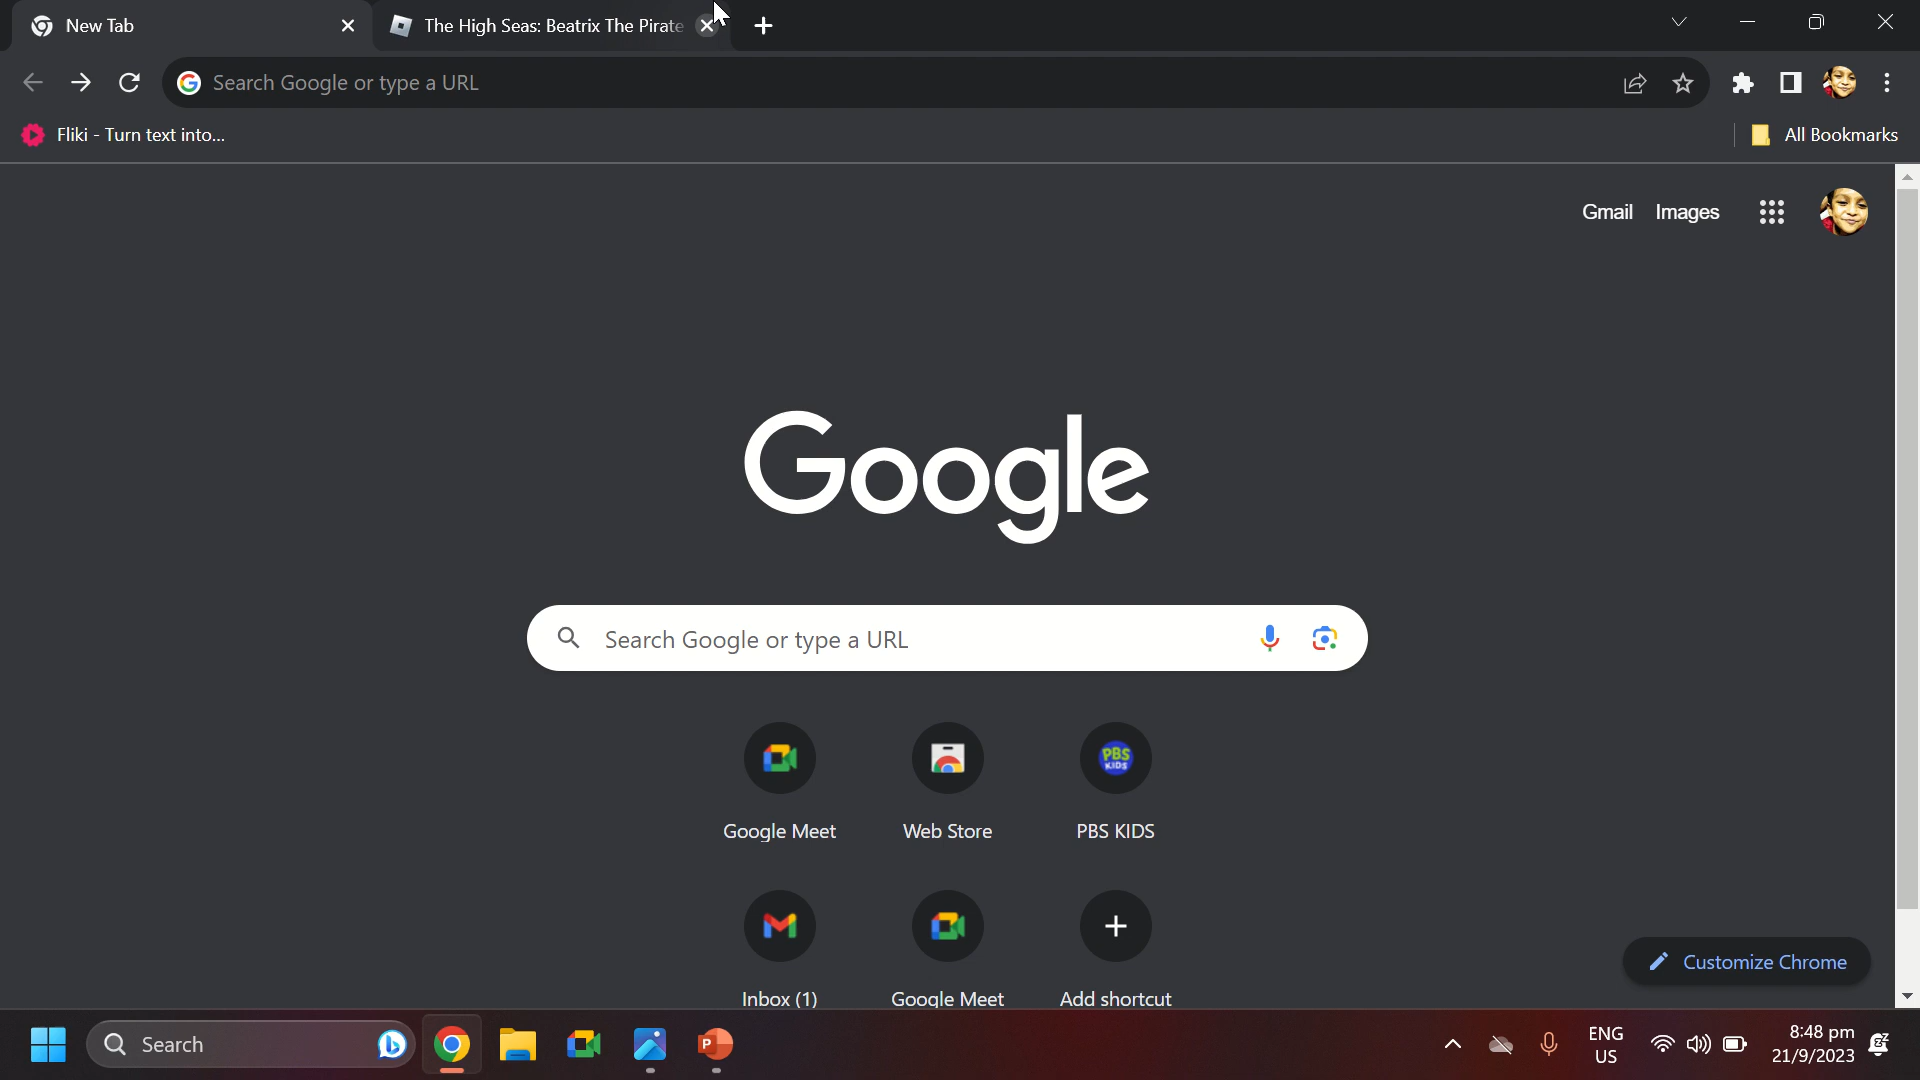 New Tab
The High Seas: Beatrix The Pirate
Search Google or type a URL
Fliki - Turn text into...
All Bookmarks
Gmail Images
Google
Search Google or type a URL
PBS KIDS
Google Meet Web Store PBS KIDS
Inbox (1) Google Meet Add shortcut
Customize Chrome
Search
ENG
US
8:48 pm
21/9/2023